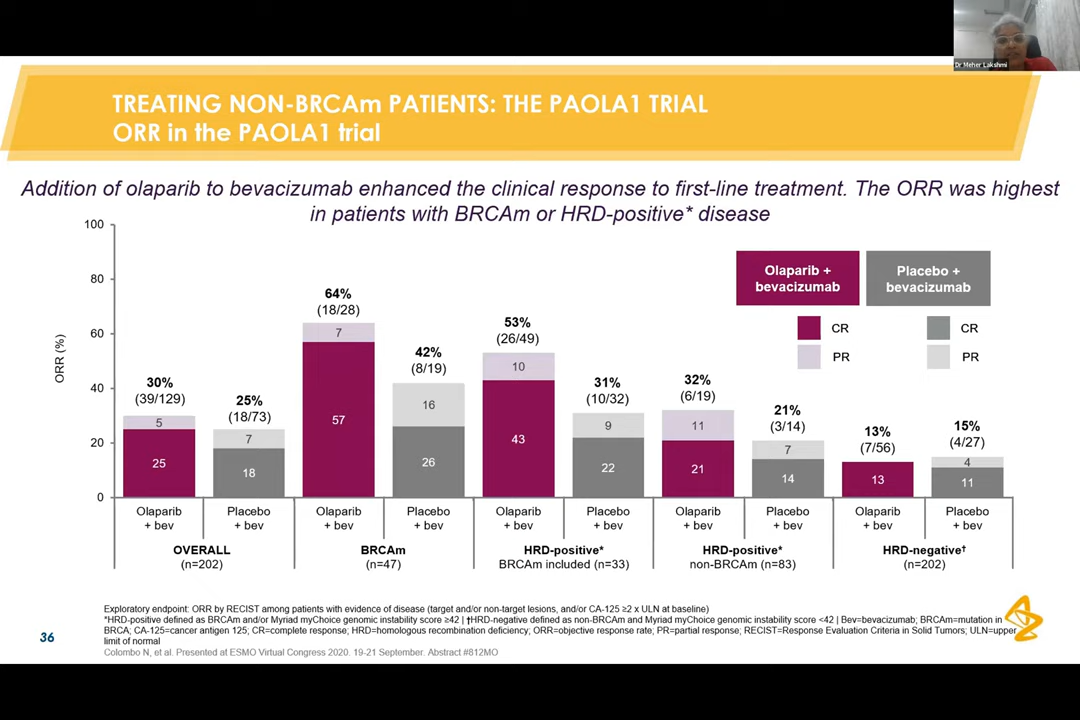 Dr Meher Lakshmi
TREATING NON-BRCAm PATIENTS: THE PAOLA1 TRIAL
ORR in the PAOLA1 trial
Addition of olaparib to bevacizumab enhanced the clinical response to first-line treatment. The ORR was highest
in patients with BRCAm or HRD-positive* disease
ORR (%)
100
80
60
40
20
0
Olaparib +
bevacizumab
Placebo +
bevacizumab
CR
CR
PR
PR
30%
(39/129)
5
25
25%
(18/73)
7
18
64%
(18/28)
7
57
42%
(8/19)
16
26
53%
(26/49)
10
43
31%
(10/32)
9
22
32%
(6/19)
11
21
21%
(3/14)
7
14
13%
(7/56)
13
15%
(4/27)
4
11
Olaparib
+ bev
Placebo
+ bev
Olaparib
+ bev
Placebo
+ bev
Olaparib
+ bev
Placebo
+ bev
Olaparib
+ bev
Placebo
+ bev
Olaparib
+ bev
Placebo
+ bev
OVERALL
(n=202)
BRCAm
(n=47)
HRD-positive*
BRCAm included (n=33)
HRD-positive*
non-BRCAm (n=83)
HRD-negative†
(n=202)
Exploratory endpoint: ORR by RECIST among patients with evidence of disease (target and/or non-target lesions, and/or CA-125 ≥2 x ULN at baseline)
*HRD-positive defined as BRCAm and/or Myriad myChoice genomic instability score ≥42 | †HRD-negative defined as non-BRCAm and Myriad myChoice genomic instability score <42 | Bev=bevacizumab; BRCAm=mutation in
BRCA; CA-125=cancer antigen 125; CR=complete response; HRD=homologous recombination deficiency; ORR=objective response rate; PR=partial response; RECIST=Response Evaluation Criteria in Solid Tumors; ULN=upper
limit of normal
Colombo N, et al. Presented at ESMO Virtual Congress 2020. 19-21 September. Abstract #812MO
36